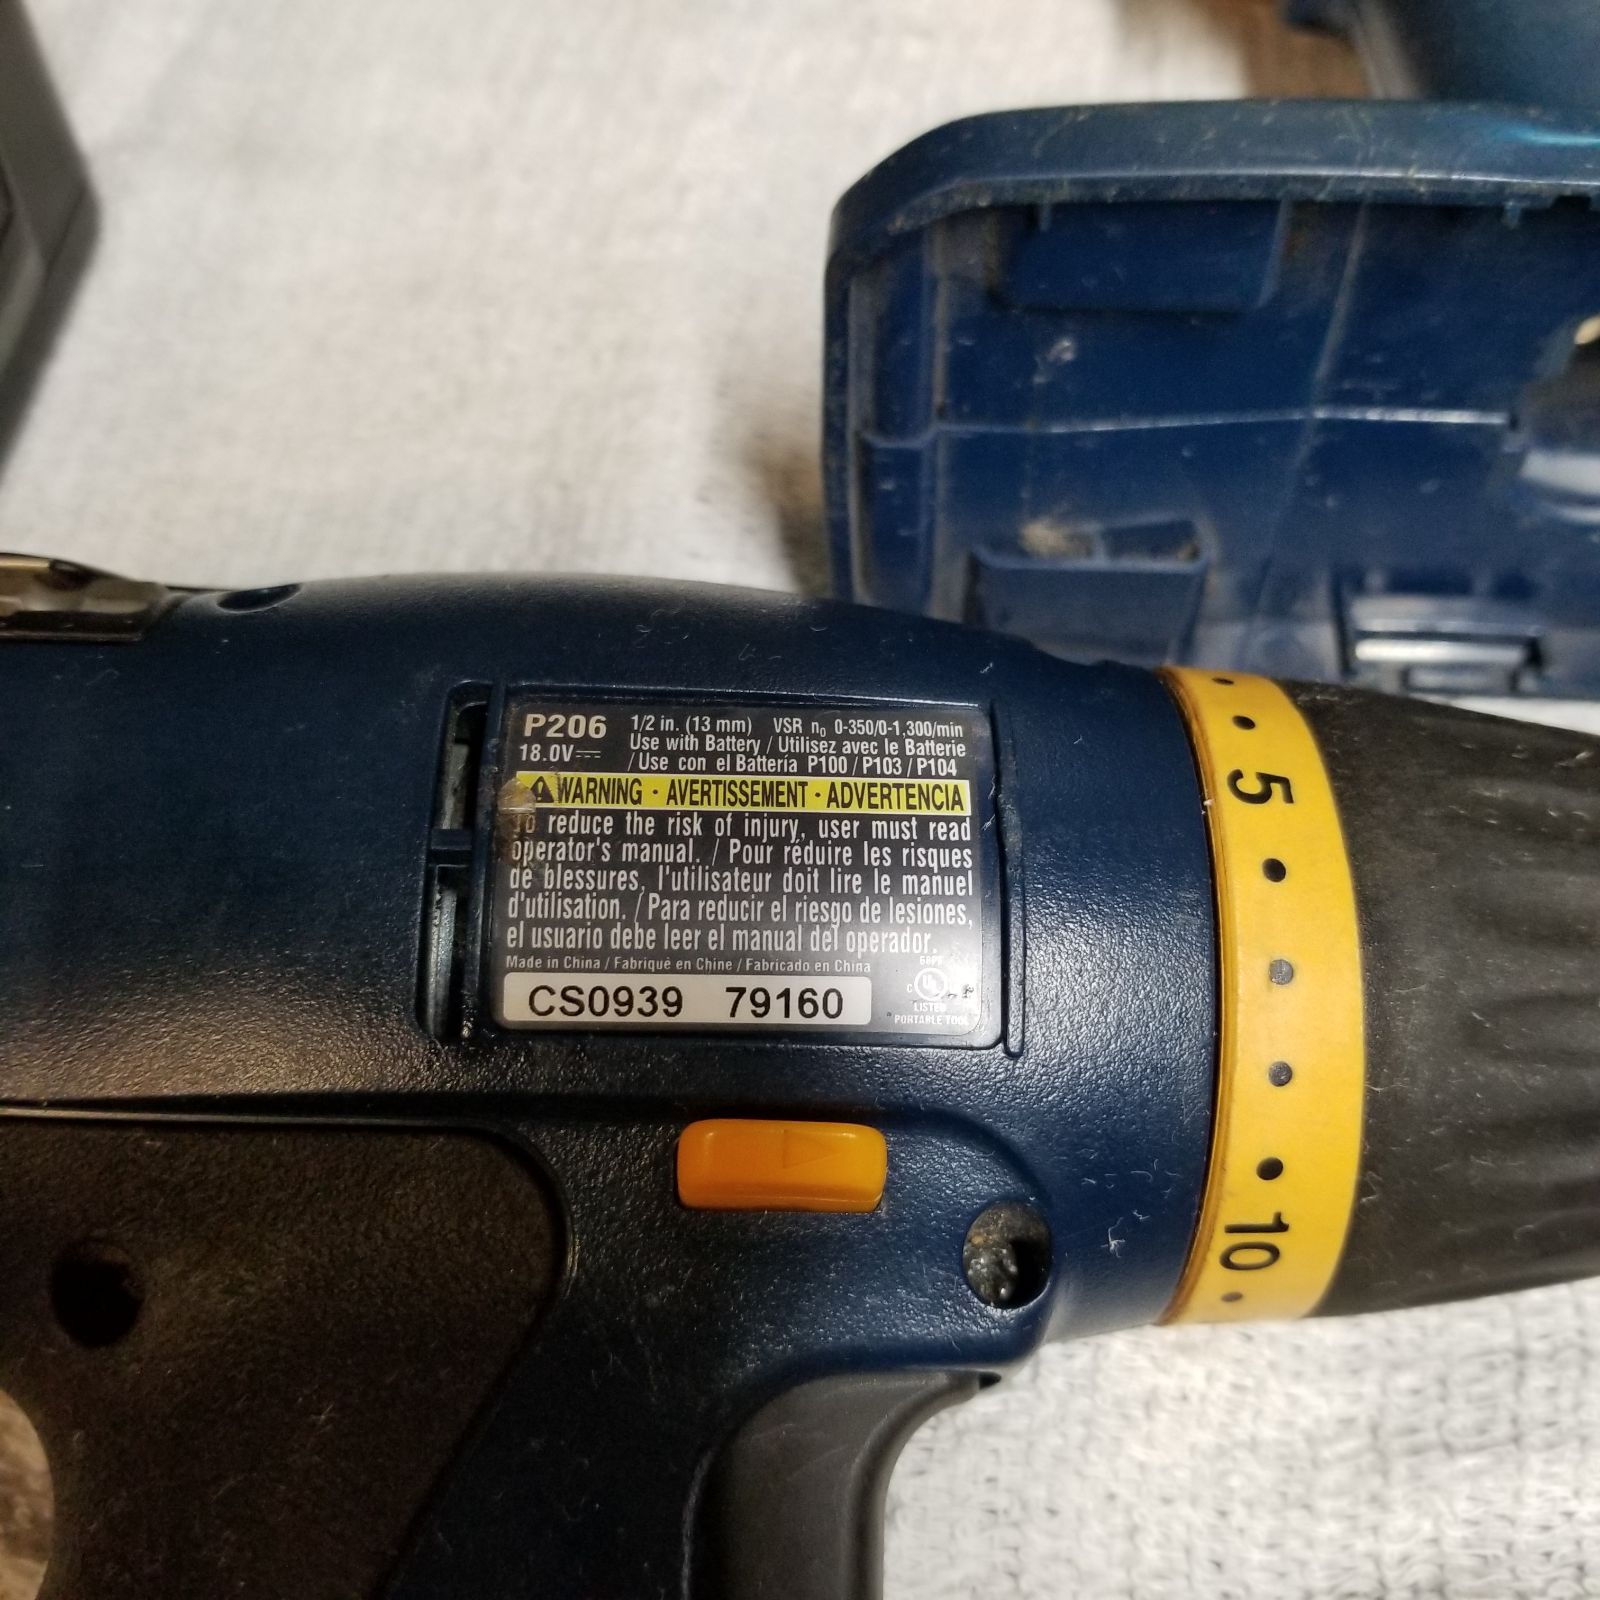 P206 1/2 in. (13 mm) VSR n₀ 0-350/0-1,300/min
18.0V⎓ Use with Battery / Utilisez avec le Batterie
/ Use con el Batería P100 / P103 / P104
WARNING · AVERTISSEMENT · ADVERTENCIA
To reduce the risk of injury, user must read
operator's manual. / Pour réduire les risques
de blessures, l'utilisateur doit lire le manuel
d'utilisation. / Para reducir el riesgo de lesiones,
el usuario debe leer el manual del operador.
Made in China / Fabriqué en Chine / Fabricado en China
CS0939 79160
C UL
LISTED
PORTABLE TOOL
5
10